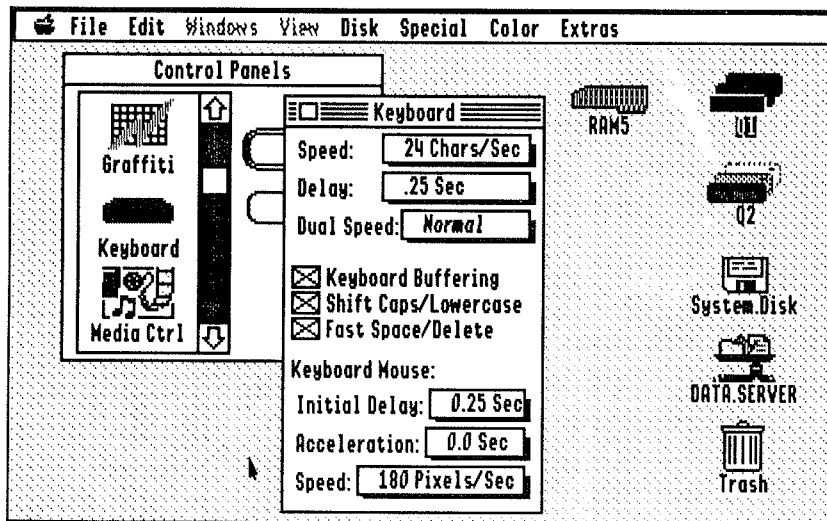 File Edit Windows View Disk Special Color Extras
Control Panels
Graffiti
Keyboard
Media Ctrl
Keyboard
Speed: 24 Chars/Sec
Delay: .25 Sec
Dual Speed: Normal
Keyboard Buffering
Shift Caps/Lowercase
Fast Space/Delete
Keyboard Mouse:
Initial Delay: 0.25 Sec
Acceleration: 0.0 Sec
Speed: 180 Pixels/Sec
RAM5
Q2
System.Disk
DATA.SERVER
Trash